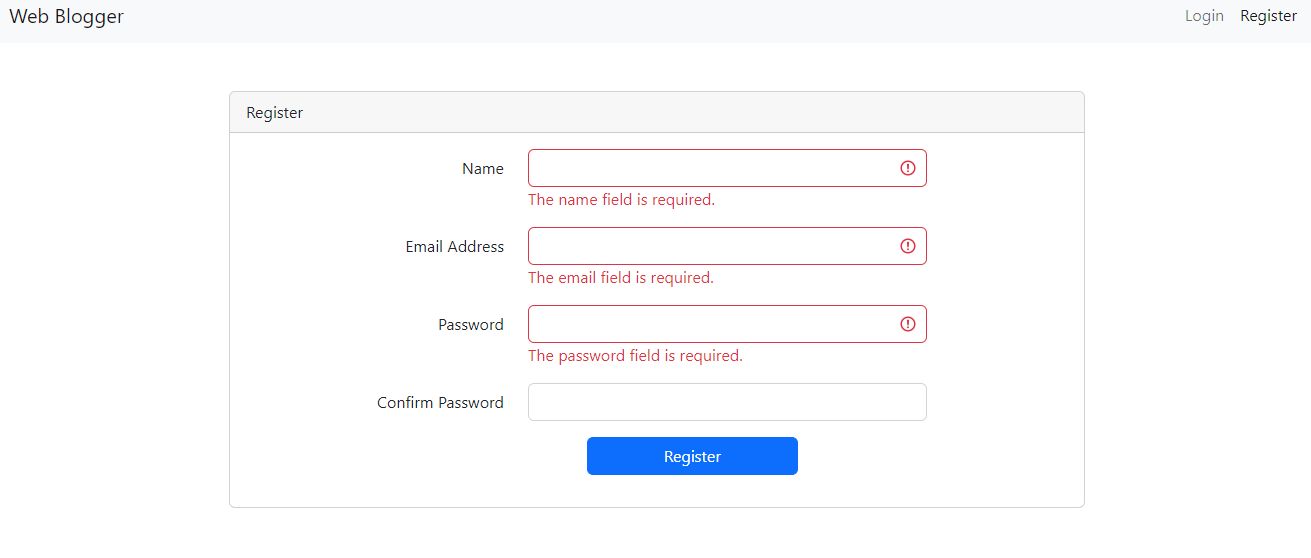 Web Blogger
Login Register
Register
Name
The name field is required.
Email Address
The email field is required.
Password
The password field is required.
Confirm Password
Register